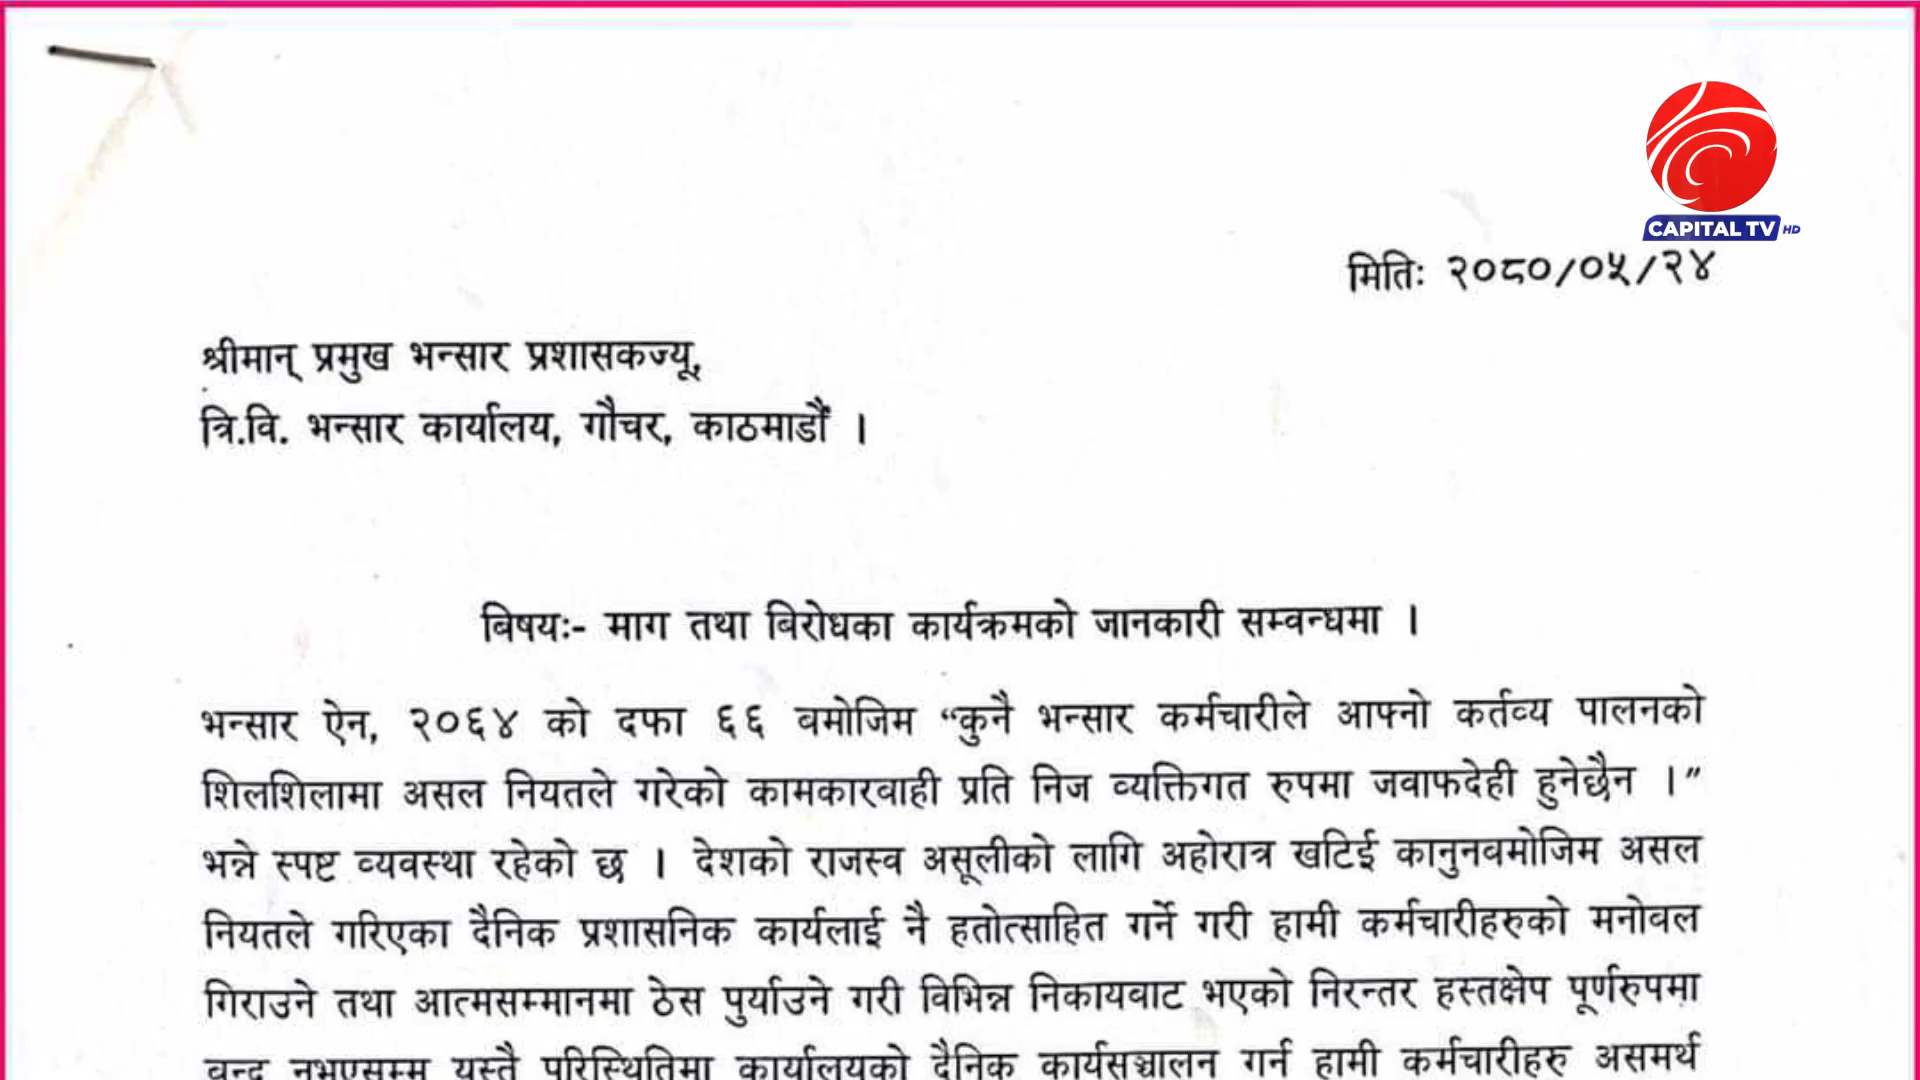 CAPITAL TV HD
मितिः २०८०/०५/२४
श्रीमान् प्रमुख भन्सार प्रशासकज्यू,
त्रि.वि. भन्सार कार्यालय, गौचर, काठमाडौं ।
बिषयः- माग तथा बिरोधका कार्यक्रमको जानकारी सम्वन्धमा ।
भन्सार ऐन, २०६४ को दफा ६६ बमोजिम “कुनै भन्सार कर्मचारीले आफ्नो कर्तव्य पालनको
शिलशिलामा असल नियतले गरेको कामकारबाही प्रति निज व्यक्तिगत रुपमा जवाफदेही हुनेछैन ।”
भन्ने स्पष्ट व्यवस्था रहेको छ । देशको राजस्व असूलीको लागि अहोरात्र खटिई कानुनबमोजिम असल
नियतले गरिएका दैनिक प्रशासनिक कार्यलाई नै हतोत्साहित गर्ने गरी हामी कर्मचारीहरुको मनोबल
गिराउने तथा आत्मसम्मानमा ठेस पुर्याउने गरी विभिन्न निकायबाट भएको निरन्तर हस्तक्षेप पूर्णरुपमा
बन्द नभएसम्म यस्तै परिस्थितिमा कार्यालयको दैनिक कार्यसञ्चालन गर्न हामी कर्मचारीहरु असमर्थ